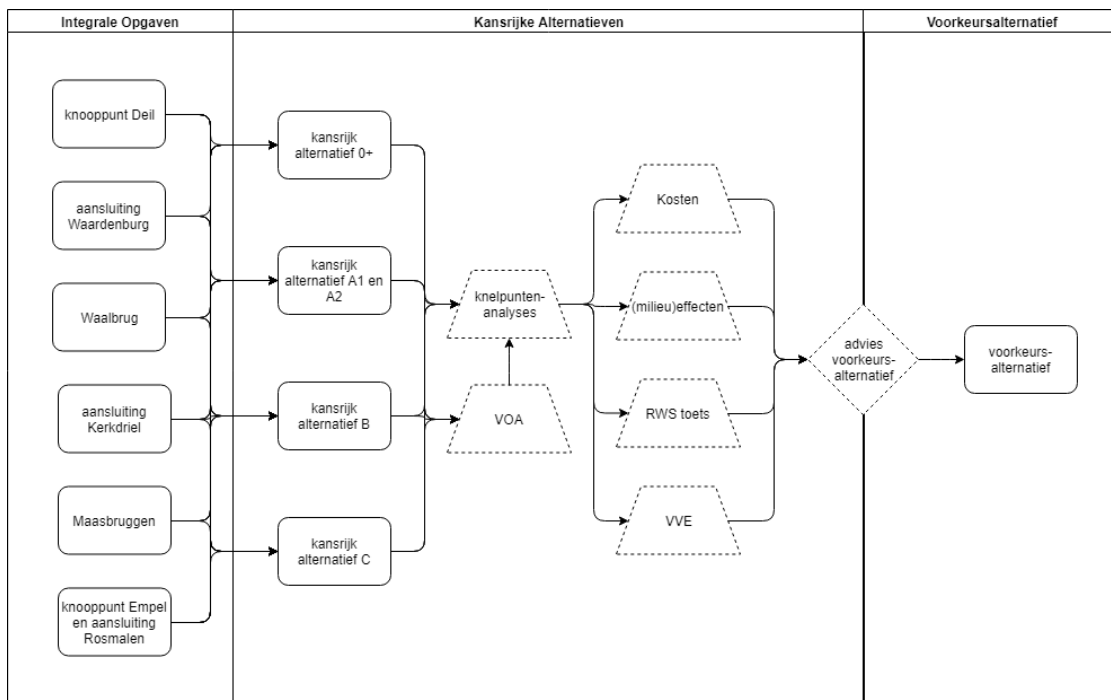 Integrale Opgaven
Kansrijke Alternatieven
Voorkeursalternatief
knooppunt Deil
aansluiting
Waardenburg
Waalbrug
aansluiting
Kerkdriel
Maasbruggen
knooppunt Empel
en aansluiting
Rosmalen
kansrijk
alternatief 0+
kansrijk
alternatief A1 en
A2
kansrijk
alternatief B
kansrijk
alternatief C
knelpunten-
analyses
VOA
Kosten
(milieu)effecten
RWS toets
VVE
advies
voorkeurs-
alternatief
voorkeurs-
alternatief